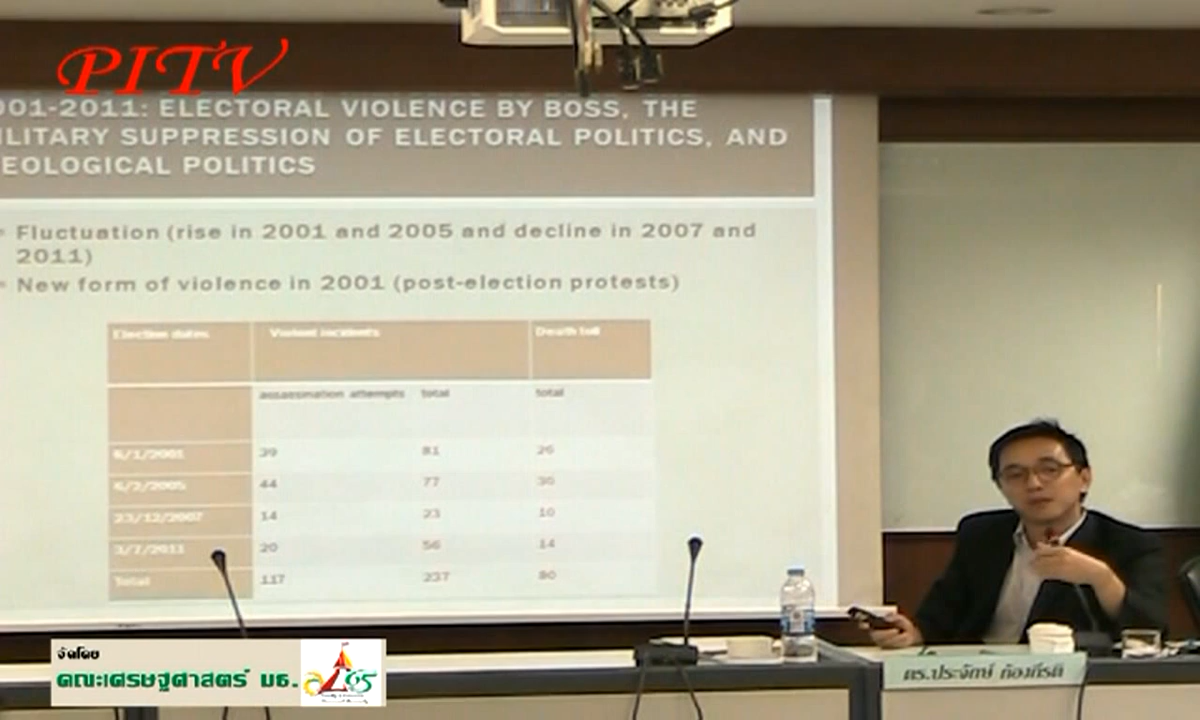 PITV
001-2011: ELECTORAL VIOLENCE BY BOSS, THE
ILITARY SUPPRESSION OF ELECTORAL POLITICS, AND
EOLOGICAL POLITICS
Fluctuation (rise in 2001 and 2005 and decline in 2007 and
2011)
New form of violence in 2001 (post-election protests)
Election dates Violent incidents Death toll
assassination attempts total total
6/1/2001 39 81 26
6/2/2005 44 77 30
23/12/2007 14 23 10
3/7/2011 20 56 14
Total 117 237 80
จัดโดย
คณะเศรษฐศาสตร์ มธ.
ดร.ประจักษ์ ก้องกีรติ